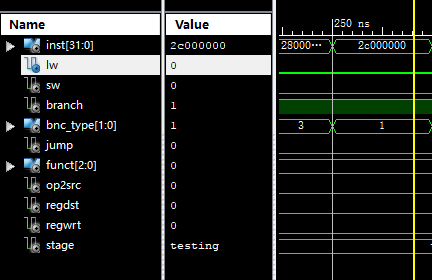 Name Value
250 ns
inst[31:0] 2c000000 28000... 2c000000
lw 0
sw 0
branch 1
bnc_type[1:0] 1 3 1
jump 0
funct[2:0] 0
op2src 0
regdst 0
regwrt 0
stage testing